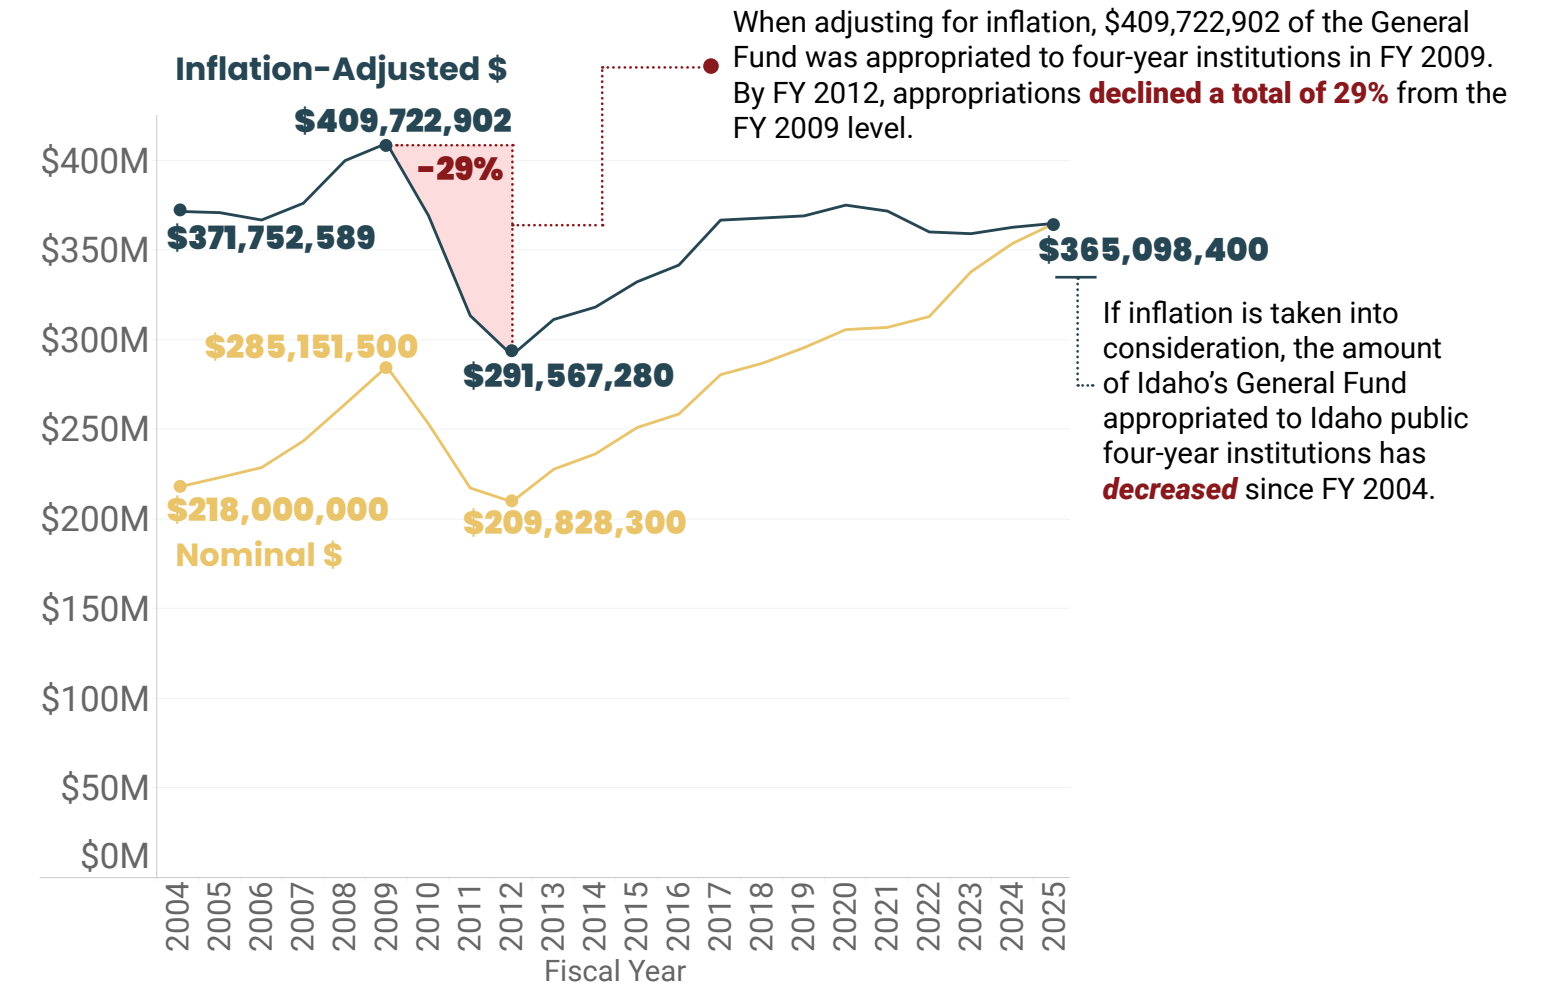 When adjusting for inflation, $409,722,902 of the General
Fund was appropriated to four-year institutions in FY 2009.
By FY 2012, appropriations declined a total of 29% from the
FY 2009 level.
Inflation-Adjusted $
$409,722,902
-29%
$371,752,589
$291,567,280
$365,098,400
If inflation is taken into
consideration, the amount
of Idaho’s General Fund
appropriated to Idaho public
four-year institutions has
decreased since FY 2004.
$285,151,500
$218,000,000
Nominal $
$209,828,300
$400M
$350M
$300M
$250M
$200M
$150M
$100M
$50M
$0M
2004
2005
2006
2007
2008
2009
2010
2011
2012
2013
2014
2015
2016
2017
2018
2019
2020
2021
2022
2023
2024
2025
Fiscal Year